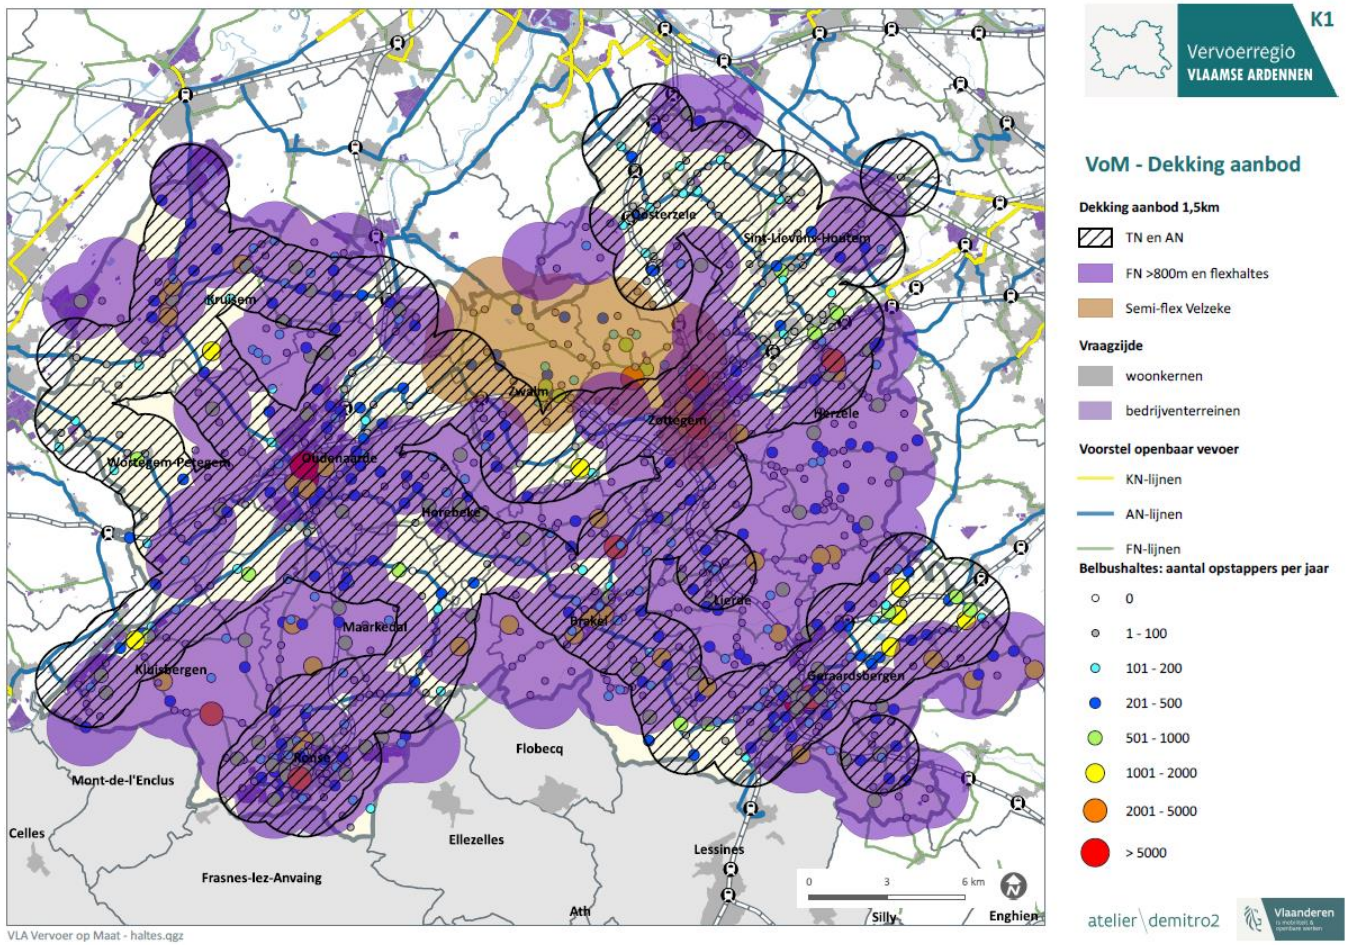 K1
Vervoerregio
VLAAMSE ARDENNEN
VoM - Dekking aanbod
Dekking aanbod 1,5km
TN en AN
FN >800m en flexhaltes
Semi-flex Velzeke
Vraagzijde
woonkernen
bedrijventerreinen
Voorstel openbaar vevoer
KN-lijnen
AN-lijnen
FN-lijnen
Belbushaltes: aantal opstappers per jaar
0
1 - 100
101 - 200
201 - 500
501 - 1000
1001 - 2000
2001 - 5000
> 5000
Oosterzele
Sint-Lievens-Houtem
Kruisem
Zwalm
Zottegem
Herzele
Wortegem-Petegem
Oudenaarde
Horebeke
Lierde
Brakel
Maarkedal
Kluisbergen
Geraardsbergen
Ronse
Flobecq
Mont-de-l'Enclus
Celles
Ellezelles
Lessines
Frasnes-lez-Anvaing
Ath
Silly
Enghien
0 3 6 km
N
atelier\demitro2
Vlaanderen
is mobiliteit &
openbare werken
VLA Vervoer op Maat - haltes.qgz